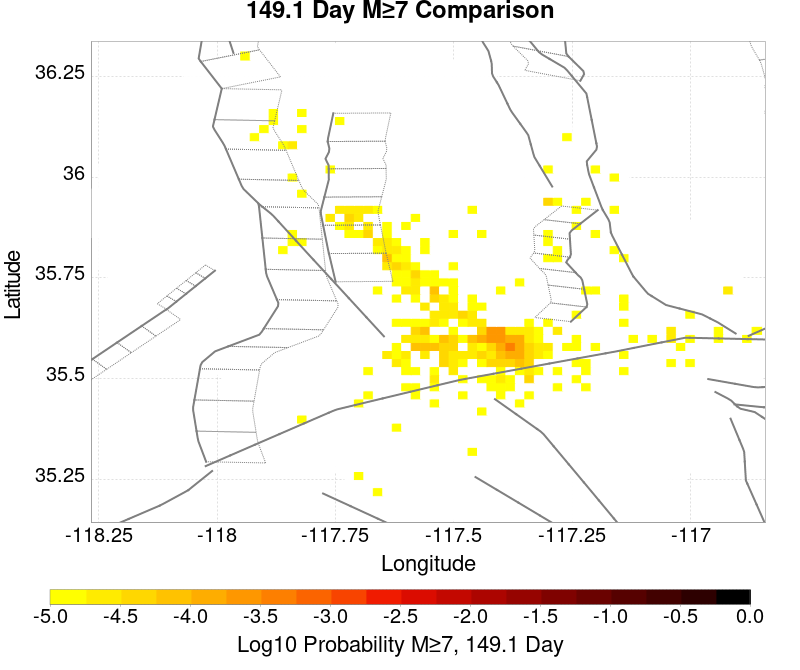 149.1 Day M≥7 Comparison
36.25
36
35.75
35.5
35.25
Latitude
-118.25 -118 -117.75 -117.5 -117.25 -117
Longitude
-5.0 -4.5 -4.0 -3.5 -3.0 -2.5 -2.0 -1.5 -1.0 -0.5 0.0
Log10 Probability M≥7, 149.1 Day